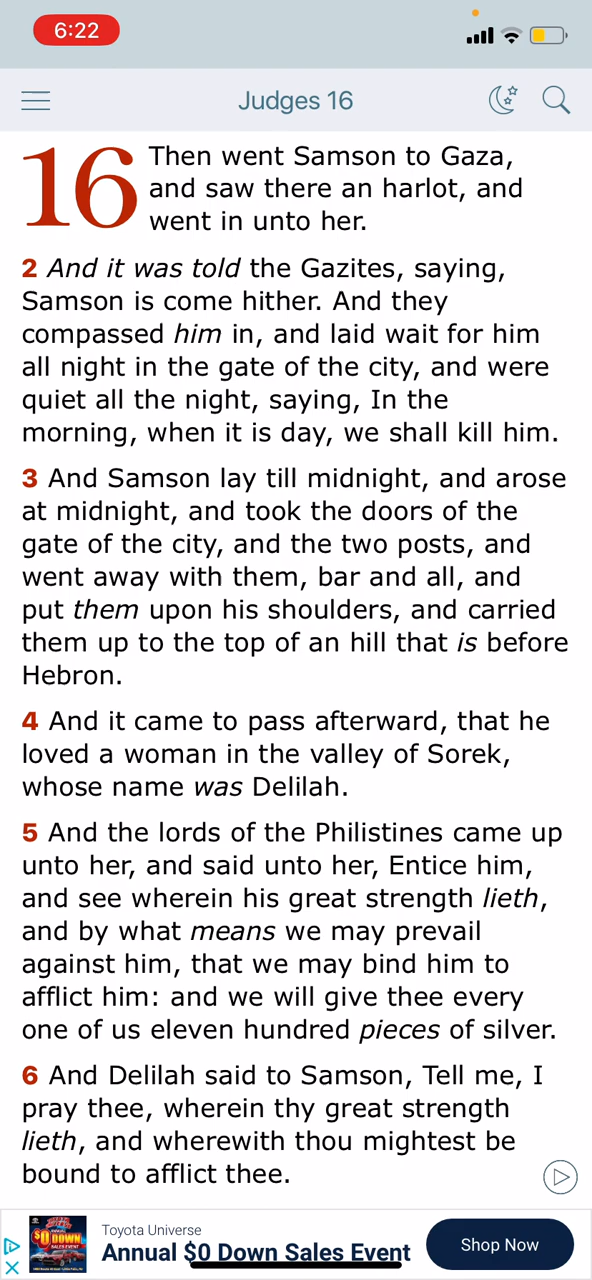 6:22
Judges 16
16 Then went Samson to Gaza,
and saw there an harlot, and
went in unto her.
2 And it was told the Gazites, saying,
Samson is come hither. And they
compassed him in, and laid wait for him
all night in the gate of the city, and were
quiet all the night, saying, In the
morning, when it is day, we shall kill him.
3 And Samson lay till midnight, and arose
at midnight, and took the doors of the
gate of the city, and the two posts, and
went away with them, bar and all, and
put them upon his shoulders, and carried
them up to the top of an hill that is before
Hebron.
4 And it came to pass afterward, that he
loved a woman in the valley of Sorek,
whose name was Delilah.
5 And the lords of the Philistines came up
unto her, and said unto her, Entice him,
and see wherein his great strength lieth,
and by what means we may prevail
against him, that we may bind him to
afflict him: and we will give thee every
one of us eleven hundred pieces of silver.
6 And Delilah said to Samson, Tell me, I
pray thee, wherein thy great strength
lieth, and wherewith thou mightest be
bound to afflict thee.
$0 DOWN
SALES EVENT
Toyota Universe
Annual $0 Down Sales Event
Shop Now